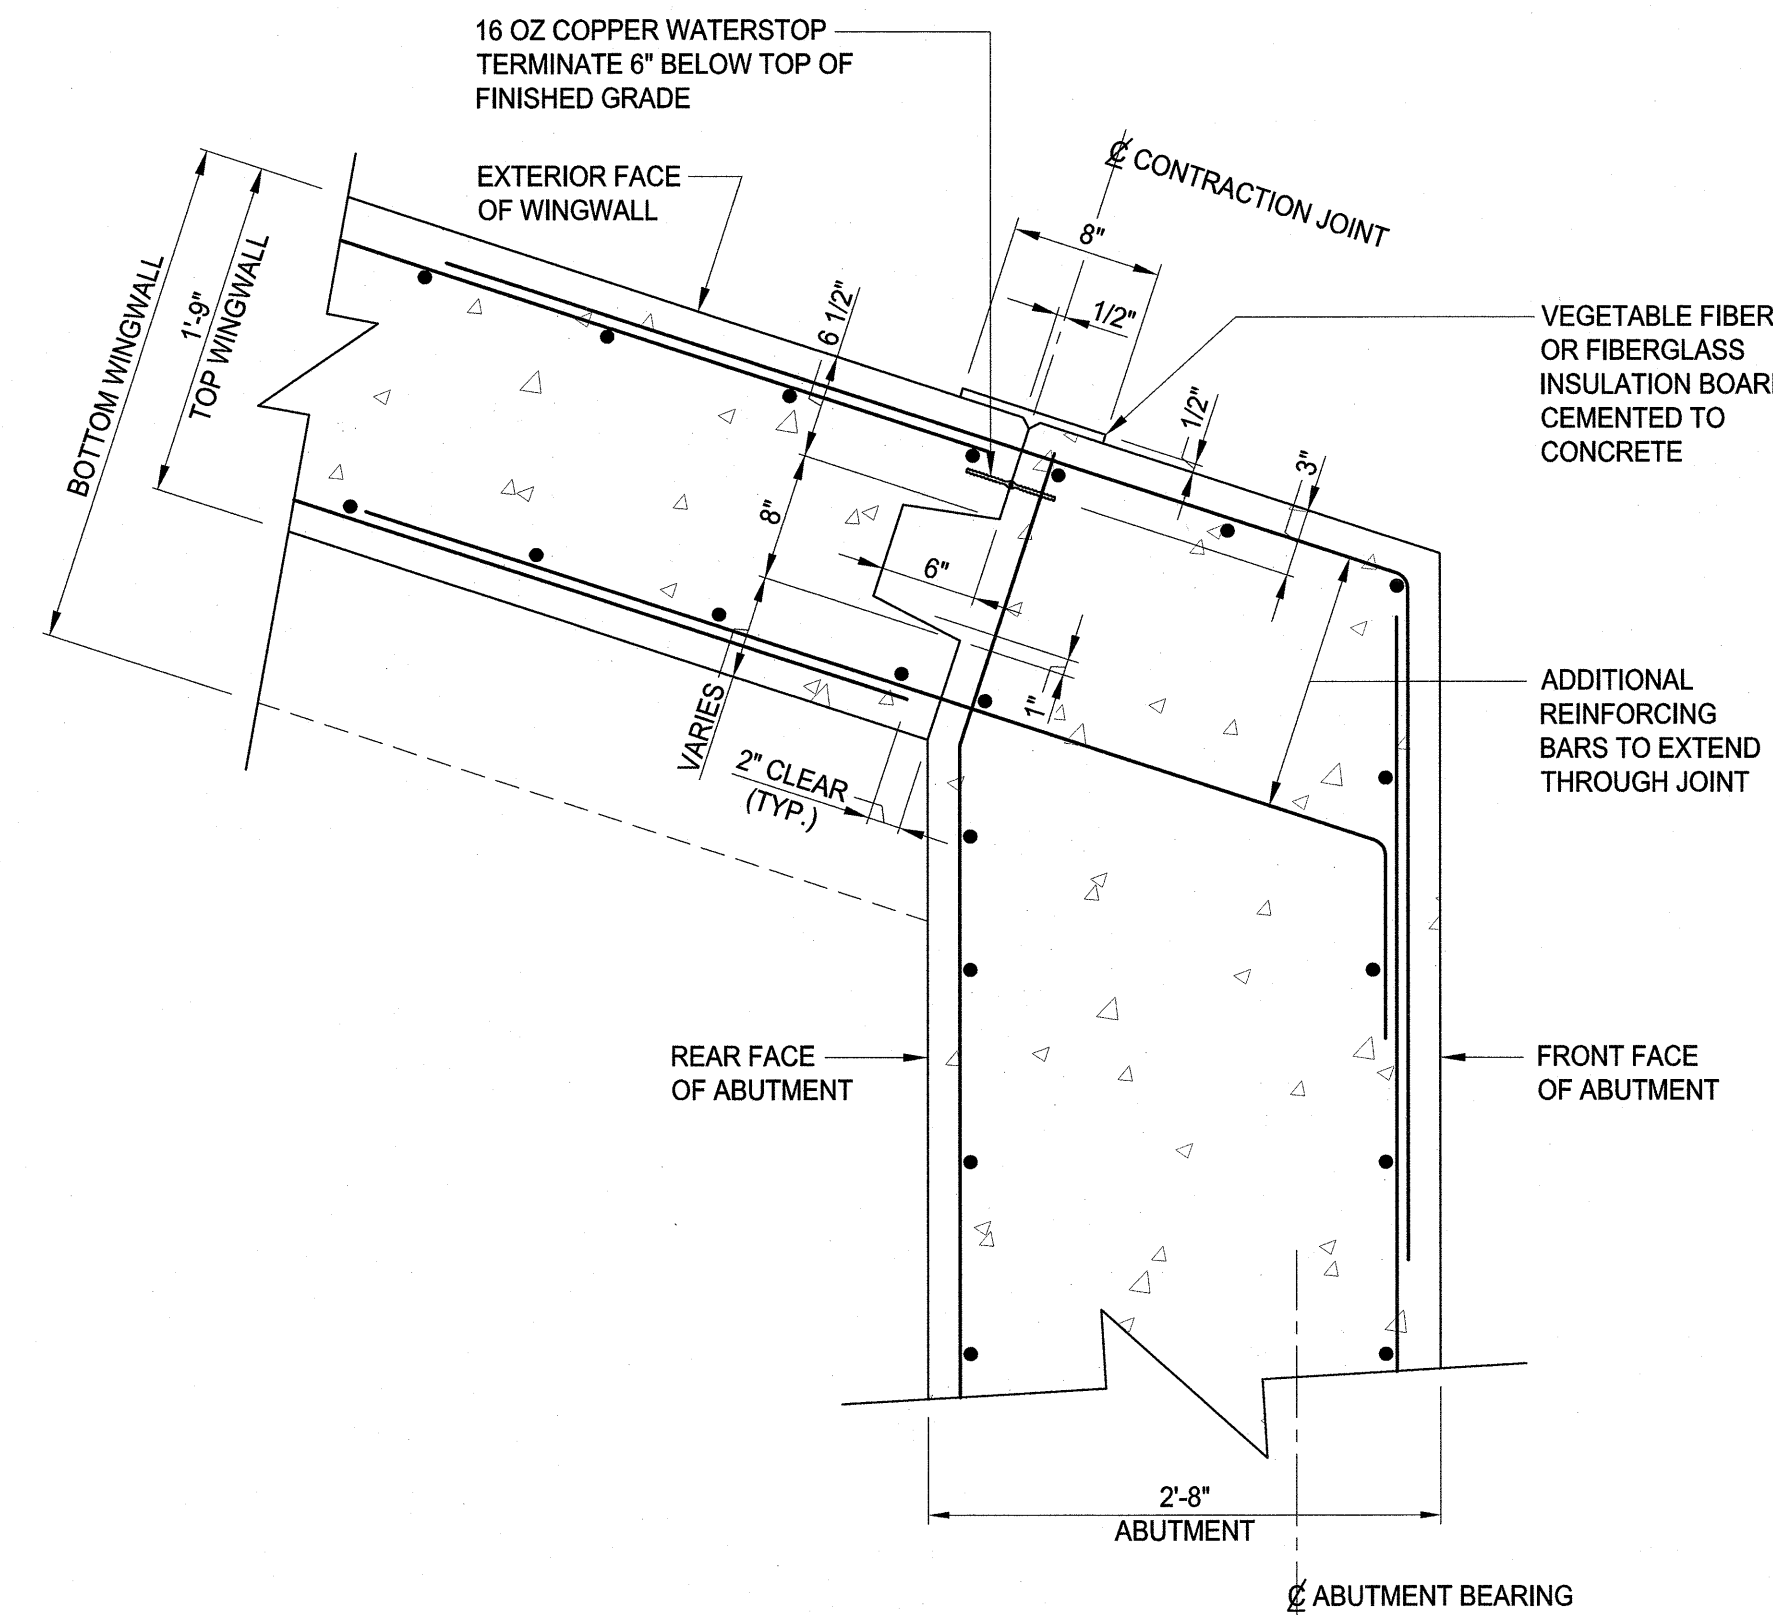 16 OZ COPPER WATERSTOP
TERMINATE 6" BELOW TOP OF
FINISHED GRADE
EXTERIOR FACE
OF WINGWALL
℄ CONTRACTION JOINT
8"
1/2"
VEGETABLE FIBER
OR FIBERGLASS
INSULATION BOAR
CEMENTED TO
CONCRETE
BOTTOM WINGWALL
1'-9"
TOP WINGWALL
6 1/2"
1/2"
3"
8"
6"
1"
VARIES
2" CLEAR
(TYP.)
ADDITIONAL
REINFORCING
BARS TO EXTEND
THROUGH JOINT
REAR FACE
OF ABUTMENT
FRONT FACE
OF ABUTMENT
2'-8"
ABUTMENT
℄ ABUTMENT BEARING